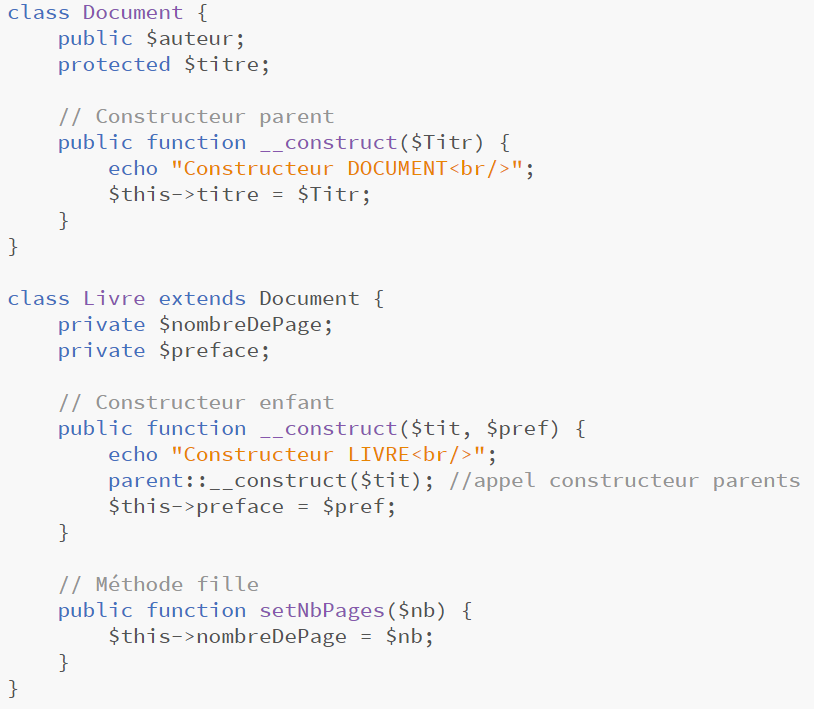 class Document {
    public $auteur;
    protected $titre;

    // Constructeur parent
    public function __construct($Titr) {
        echo "Constructeur DOCUMENT<br/>";
        $this->titre = $Titr;
    }
}

class Livre extends Document {
    private $nombreDePage;
    private $preface;

    // Constructeur enfant
    public function __construct($tit, $pref) {
        echo "Constructeur LIVRE<br/>";
        parent::__construct($tit); //appel constructeur parents
        $this->preface = $pref;
    }

    // Méthode fille
    public function setNbPages($nb) {
        $this->nombreDePage = $nb;
    }
}